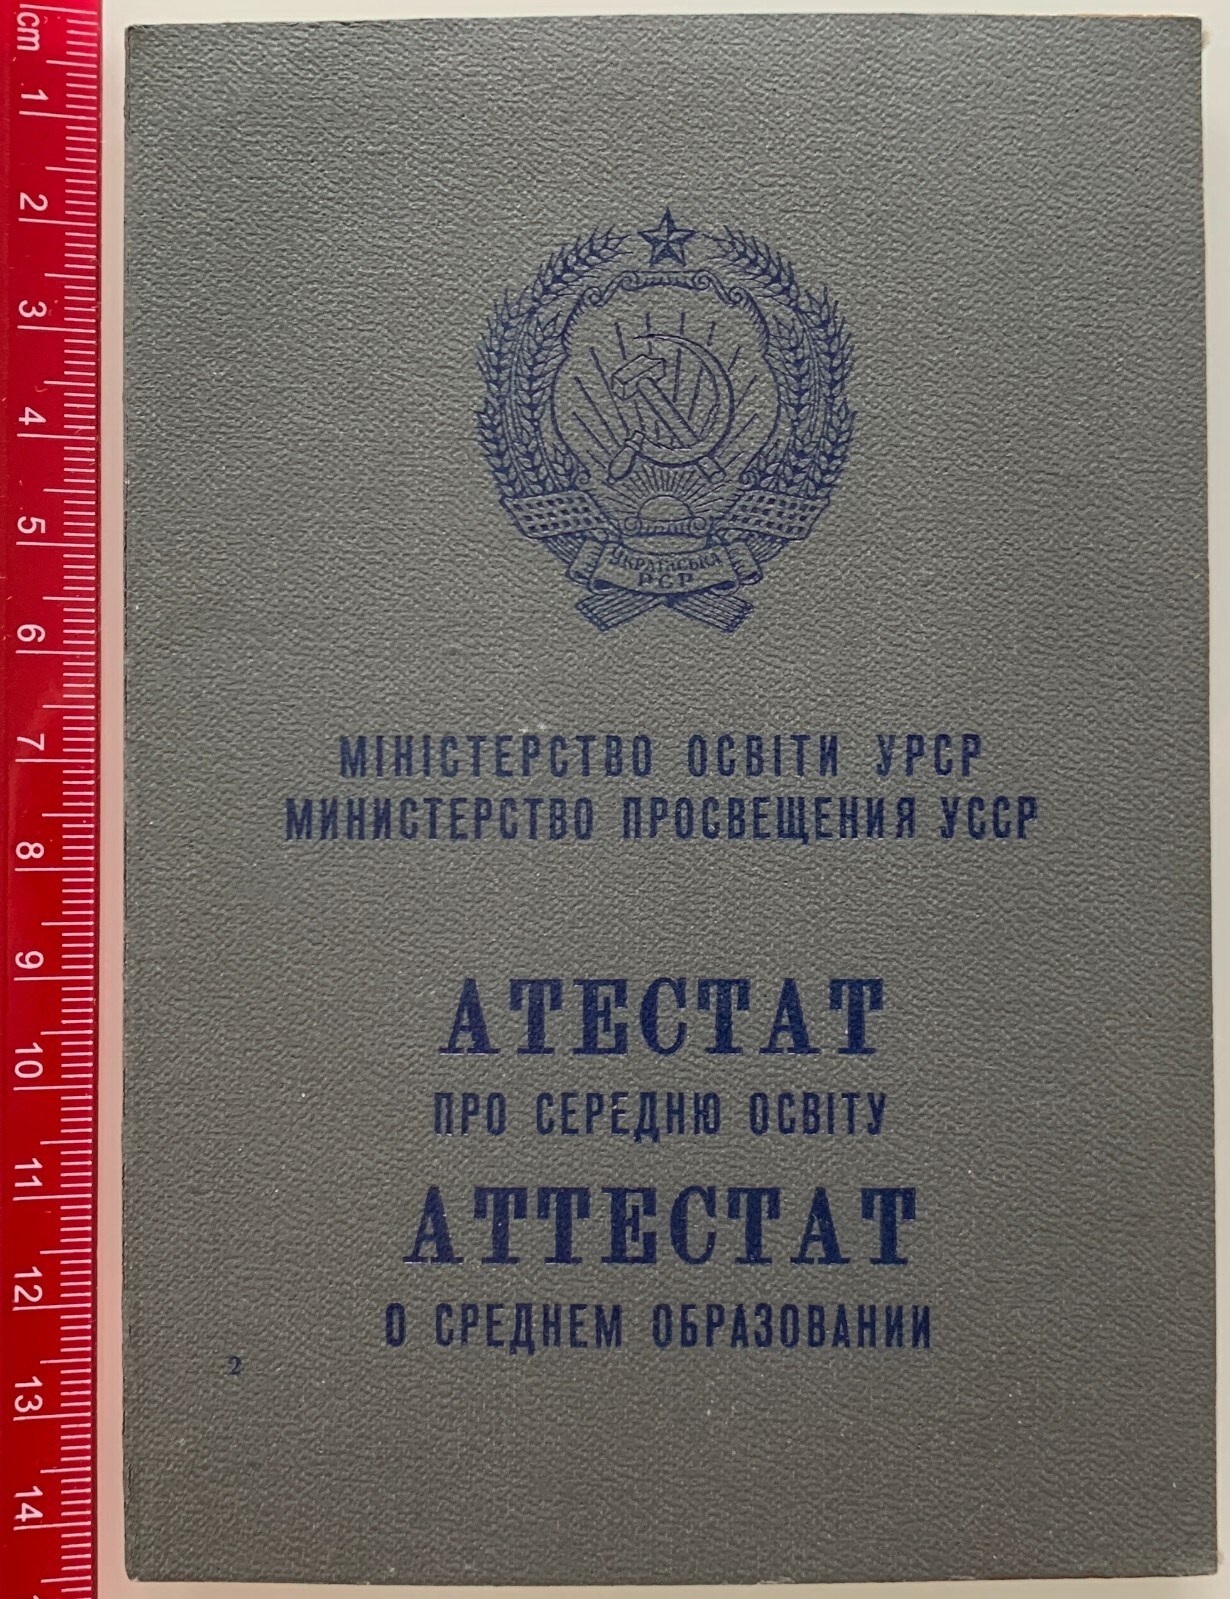 cm
1
2
3
4
5
6
7
8
9
10
11
12
13
14
УКРАЇНСЬКА
РСР
МІНІСТЕРСТВО ОСВІТИ УРСР
МИНИСТЕРСТВО ПРОСВЕЩЕНИЯ УССР
АТЕСТАТ
ПРО СЕРЕДНЮ ОСВІТУ
АТТЕСТАТ
О СРЕДНЕМ ОБРАЗОВАНИИ
2